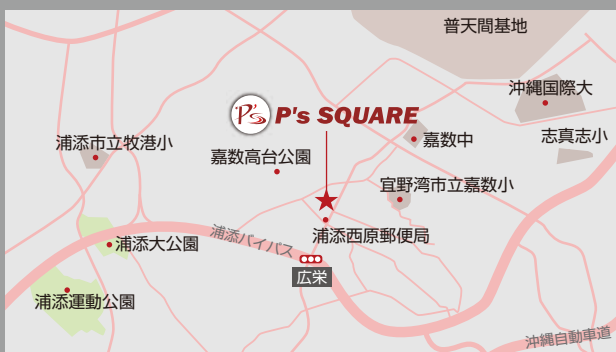 普天間基地
沖縄国際大
P's P's SQUARE
嘉数中
志真志小
浦添市立牧港小
嘉数高台公園
宜野湾市立嘉数小
浦添西原郵便局
浦添大公園
浦添バイパス
広栄
浦添運動公園
沖縄自動車道